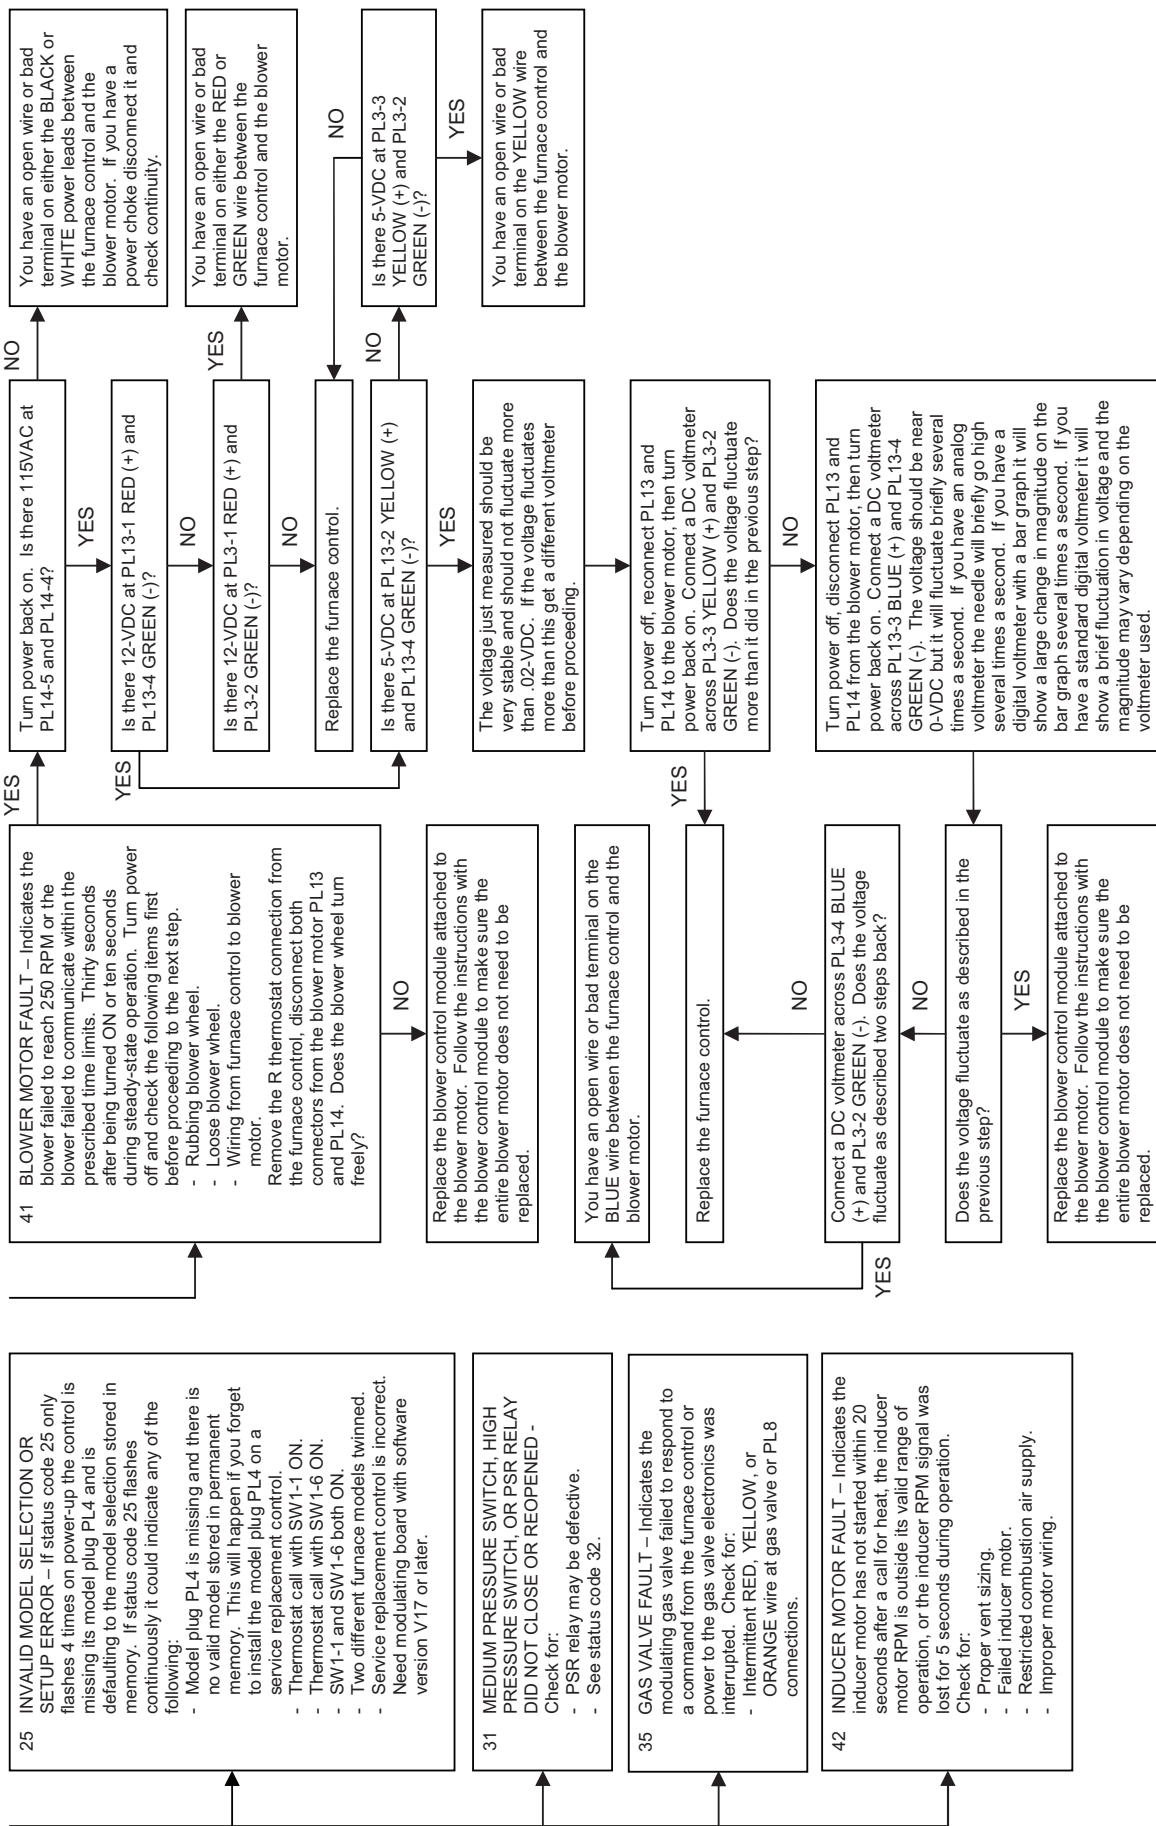 25 INVALID MODEL SELECTION OR
SETUP ERROR – If status code 25 only
flashes 4 times on power-up the control is
missing its model plug PL4 and is
defaulting to the model selection stored in
memory. If status code 25 flashes
continuously it could indicate any of the
following:
- Model plug PL4 is missing and there is
no valid model stored in permanent
memory. This will happen if you forget
to install the model plug PL4 on a
service replacement control.
- Thermostat call with SW1-1 ON.
- Thermostat call with SW1-6 ON.
- SW1-1 and SW1-6 both ON.
- Two different furnace models twinned.
- Service replacement control is incorrect.
Need modulating board with software
version V17 or later.
31 MEDIUM PRESSURE SWITCH, HIGH
PRESSURE SWITCH, OR PSR RELAY
DID NOT CLOSE OR REOPENED -
Check for:
- PSR relay may be defective.
- See status code 32.
35 GAS VALVE FAULT – Indicates the
modulating gas valve failed to respond to
a command from the furnace control or
power to the gas valve electronics was
interrupted. Check for:
- Intermittent RED, YELLOW, or
ORANGE wire at gas valve or PL8
connections.
42 INDUCER MOTOR FAULT – Indicates the
inducer motor has not started within 20
seconds after a call for heat, the inducer
motor RPM is outside its valid range of
operation, or the inducer RPM signal was
lost for 5 seconds during operation.
Check for:
- Proper vent sizing.
- Failed inducer motor.
- Restricted combustion air supply.
- Improper motor wiring.
41 BLOWER MOTOR FAULT – Indicates the
blower failed to reach 250 RPM or the
blower failed to communicate within the
prescribed time limits. Thirty seconds
after being turned ON or ten seconds
during steady-state operation. Turn power
off and check the following items first
before proceeding to the next step.
- Rubbing blower wheel.
- Loose blower wheel.
- Wiring from furnace control to blower
motor.
Remove the R thermostat connection from
the furnace control, disconnect both
connectors from the blower motor PL13
and PL14. Does the blower wheel turn
freely?
NO
Replace the blower control module attached to
the blower motor. Follow the instructions with
the blower control module to make sure the
entire blower motor does not need to be
replaced.
You have an open wire or bad terminal on the
BLUE wire between the furnace control and the
blower motor.
Replace the furnace control.
NO
Connect a DC voltmeter across PL3-4 BLUE
(+) and PL3-2 GREEN (-). Does the voltage
fluctuate as described two steps back?
YES
NO
Does the voltage fluctuate as described in the
previous step?
YES
Replace the blower control module attached to
the blower motor. Follow the instructions with
the blower control module to make sure the
entire blower motor does not need to be
replaced.
YES
Turn power back on. Is there 115VAC at
PL14-5 and PL14-4?
YES
Is there 12-VDC at PL13-1 RED (+) and
PL13-4 GREEN (-)?
YES
NO
Is there 12-VDC at PL3-1 RED (+) and
PL3-2 GREEN (-)?
NO
Replace the furnace control.
Is there 5-VDC at PL13-2 YELLOW (+)
and PL13-4 GREEN (-)?
YES
The voltage just measured should be
very stable and should not fluctuate more
than .02-VDC. If the voltage fluctuates
more than this get a different voltmeter
before proceeding.
Turn power off, reconnect PL13 and
PL14 to the blower motor, then turn
power back on. Connect a DC voltmeter
across PL3-3 YELLOW (+) and PL3-2
GREEN (-). Does the voltage fluctuate
more than it did in the previous step?
YES
NO
Turn power off, disconnect PL13 and
PL14 from the blower motor, then turn
power back on. Connect a DC voltmeter
across PL13-3 BLUE (+) and PL13-4
GREEN (-). The voltage should be near
0-VDC but it will fluctuate briefly several
times a second. If you have an analog
voltmeter the needle will briefly go high
several times a second. If you have a
digital voltmeter with a bar graph it will
show a large change in magnitude on the
bar graph several times a second. If you
have a standard digital voltmeter it will
show a brief fluctuation in voltage and the
magnitude may vary depending on the
voltmeter used.
NO
You have an open wire or bad
terminal on either the BLACK or
WHITE power leads between
the furnace control and the
blower motor. If you have a
power choke disconnect it and
check continuity.
YES
You have an open wire or bad
terminal on either the RED or
GREEN wire between the
furnace control and the blower
motor.
NO
NO
Is there 5-VDC at PL3-3
YELLOW (+) and PL3-2
GREEN (-)?
YES
You have an open wire or bad
terminal on the YELLOW wire
between the furnace control and
the blower motor.